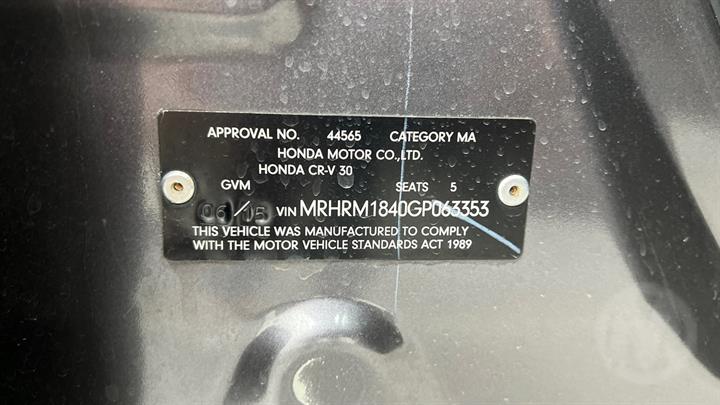 APPROVAL NO. 44565 CATEGORY MA
HONDA MOTOR CO.,LTD.
HONDA CR-V 30
GVM SEATS 5
06/15 VIN MRHRM1840GP063353
THIS VEHICLE WAS MANUFACTURED TO COMPLY
WITH THE MOTOR VEHICLE STANDARDS ACT 1989